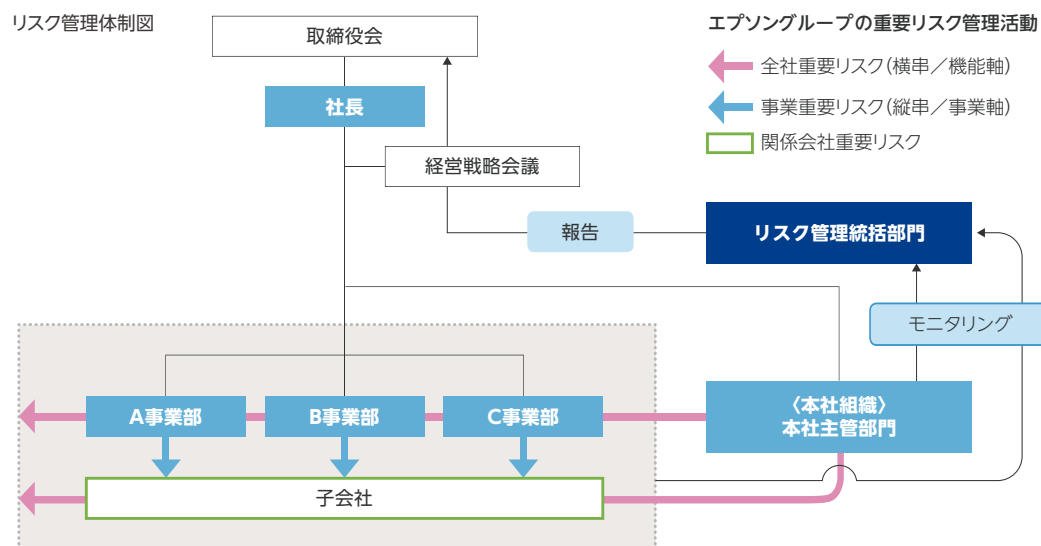 リスク管理体制図
取締役会
社長
経営戦略会議
報告
リスク管理統括部門
モニタリング
エプソングループの重要リスク管理活動
全社重要リスク(横串／機能軸)
事業重要リスク(縦串／事業軸)
関係会社重要リスク
A事業部
B事業部
C事業部
〈本社組織〉
本社主管部門
子会社